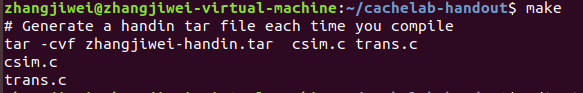 zhangjiwei@zhangjiwei-virtual-machine:~/cachelab-handout$ make
# Generate a handin tar file each time you compile
tar -cvf zhangjiwei-handin.tar  csim.c trans.c
csim.c
trans.c